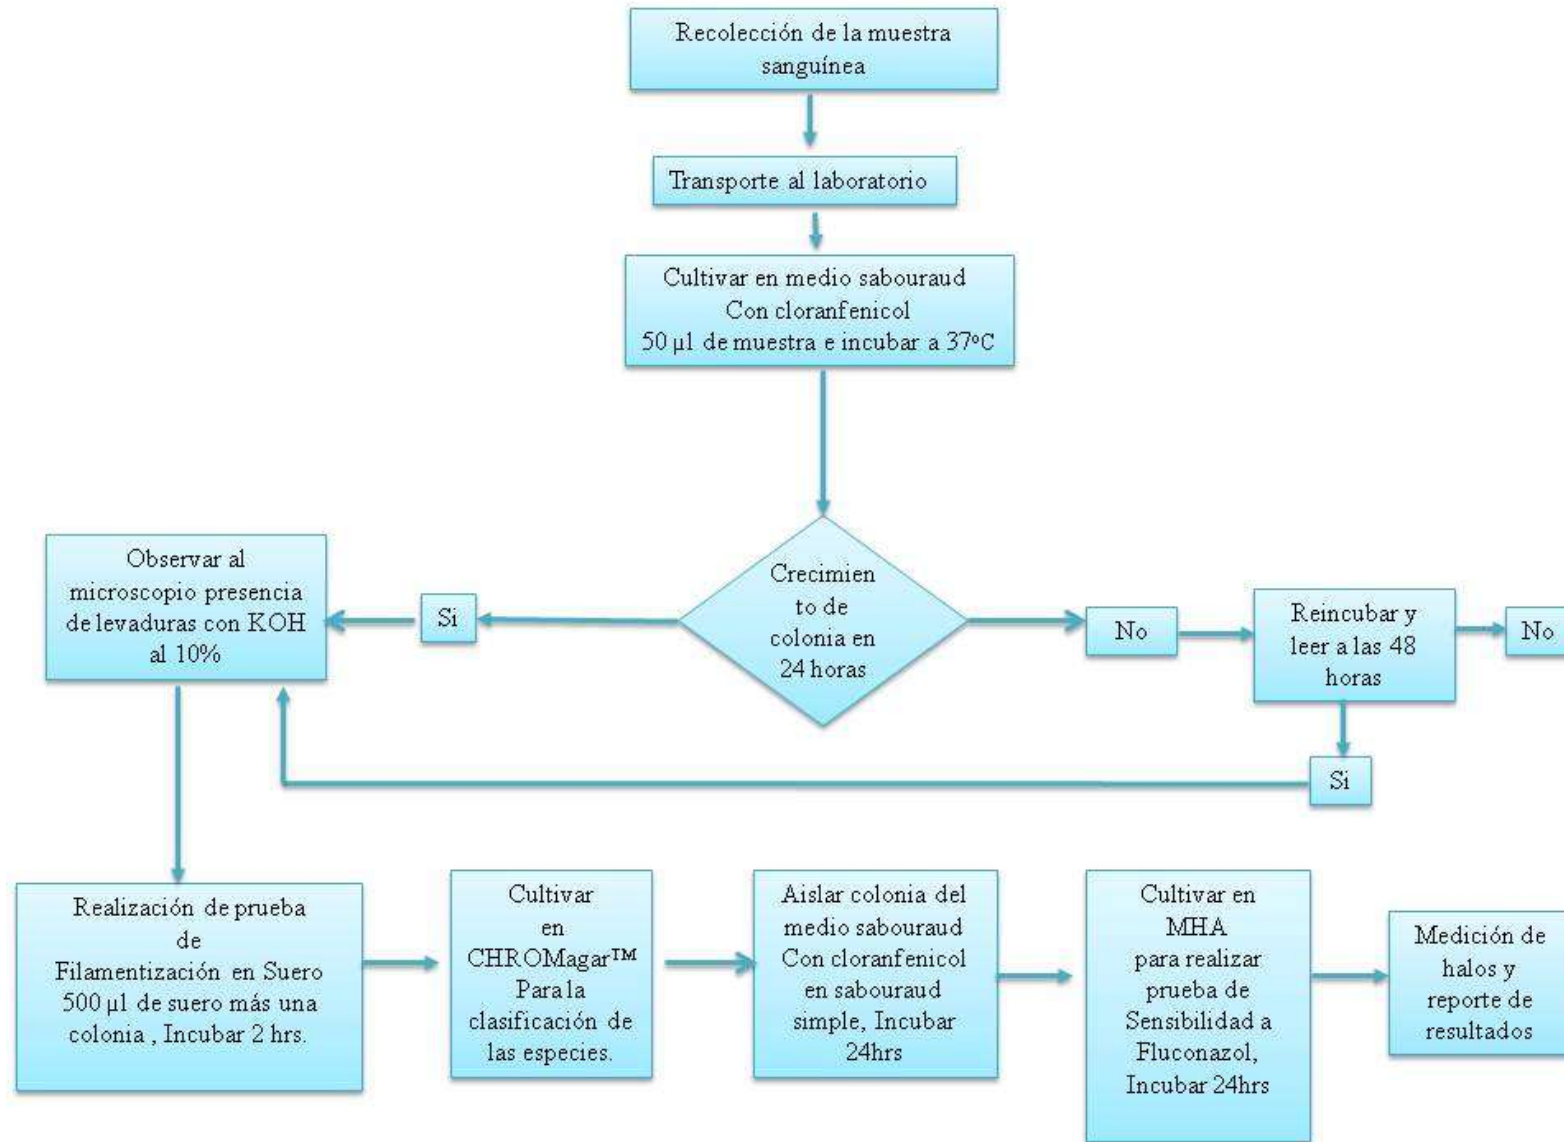 Recolección de la muestra
sanguínea
Transporte al laboratorio
Cultivar en medio sabouraud
Con cloranfenicol
50 µl de muestra e incubar a 37ºC
Crecimien
to de
colonia en
24 horas
Si
Observar al
microscopio presencia
de levaduras con KOH
al 10%
No
Reincubar y
leer a las 48
horas
No
Si
Realización de prueba
de
Filamentización en Suero
500 µl de suero más una
colonia , Incubar 2 hrs.
Cultivar
en
CHROMagar™
Para la
clasificación de
las especies.
Aislar colonia del
medio sabouraud
Con cloranfenicol
en sabouraud
simple, Incubar
24hrs
Cultivar en
MHA
para realizar
prueba de
Sensibilidad a
Fluconazol,
Incubar 24hrs
Medición de
halos y
reporte de
resultados